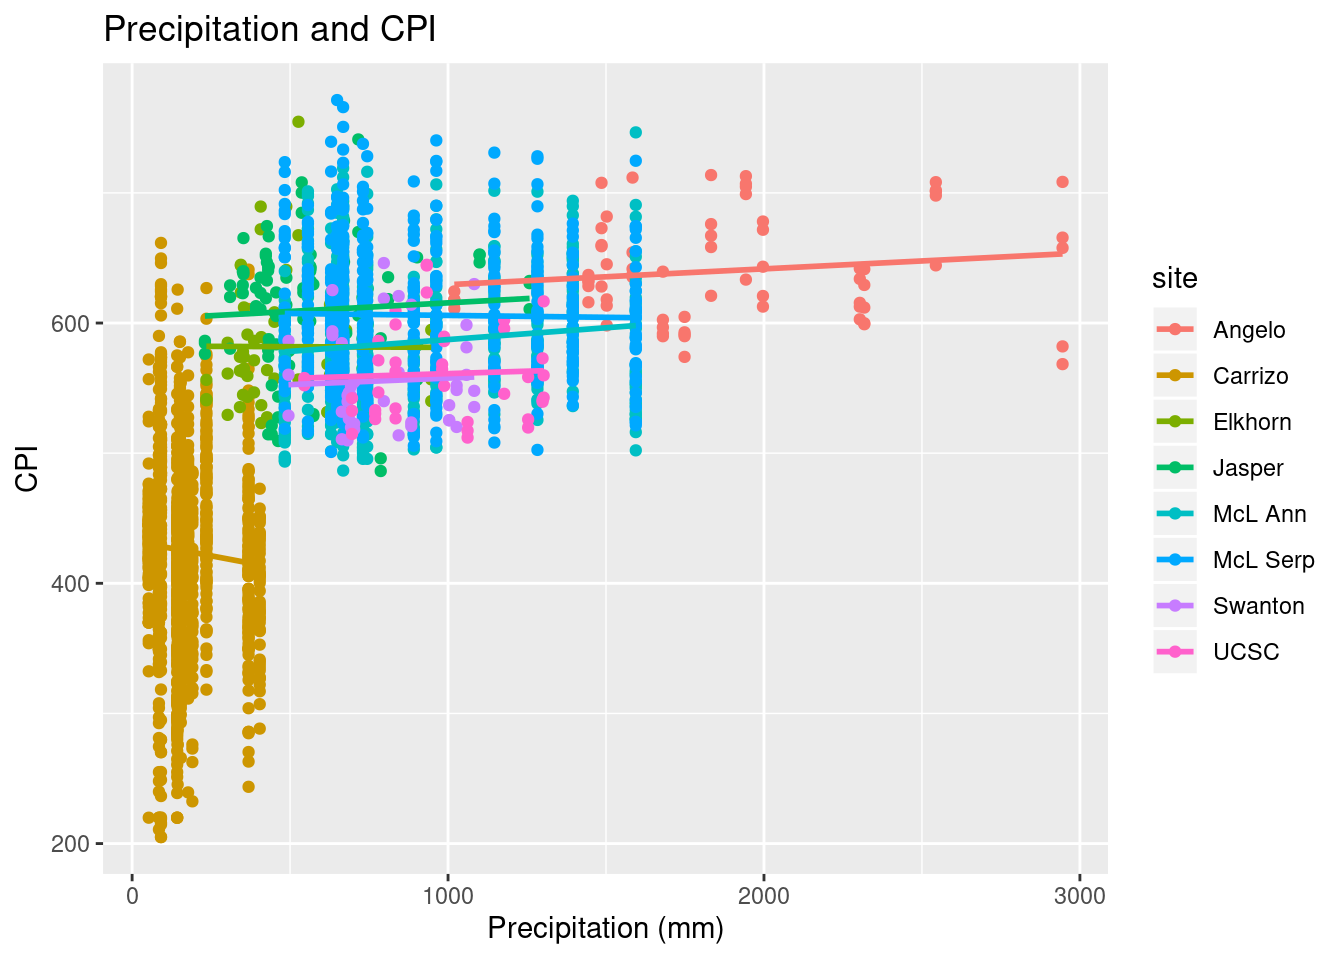 Precipitation and CPI
CPI
600
400
200
0
1000
2000
3000
Precipitation (mm)
site
Angelo
Carrizo
Elkhorn
Jasper
McL Ann
McL Serp
Swanton
UCSC